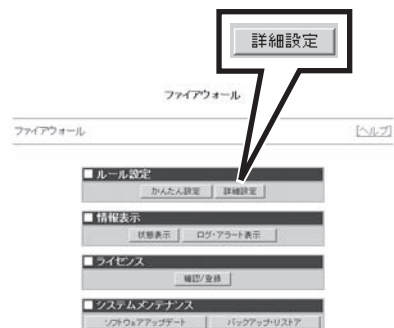 詳細設定
ファイアウォール
ファイアウォール [ヘルプ]
■ ルール設定
かんたん設定 詳細設定
■ 情報表示
状態表示 ログ・アラート表示
■ ライセンス
確認/登録
■ システムメンテナンス
ソフトウェアアップデート バックアップ・リストア